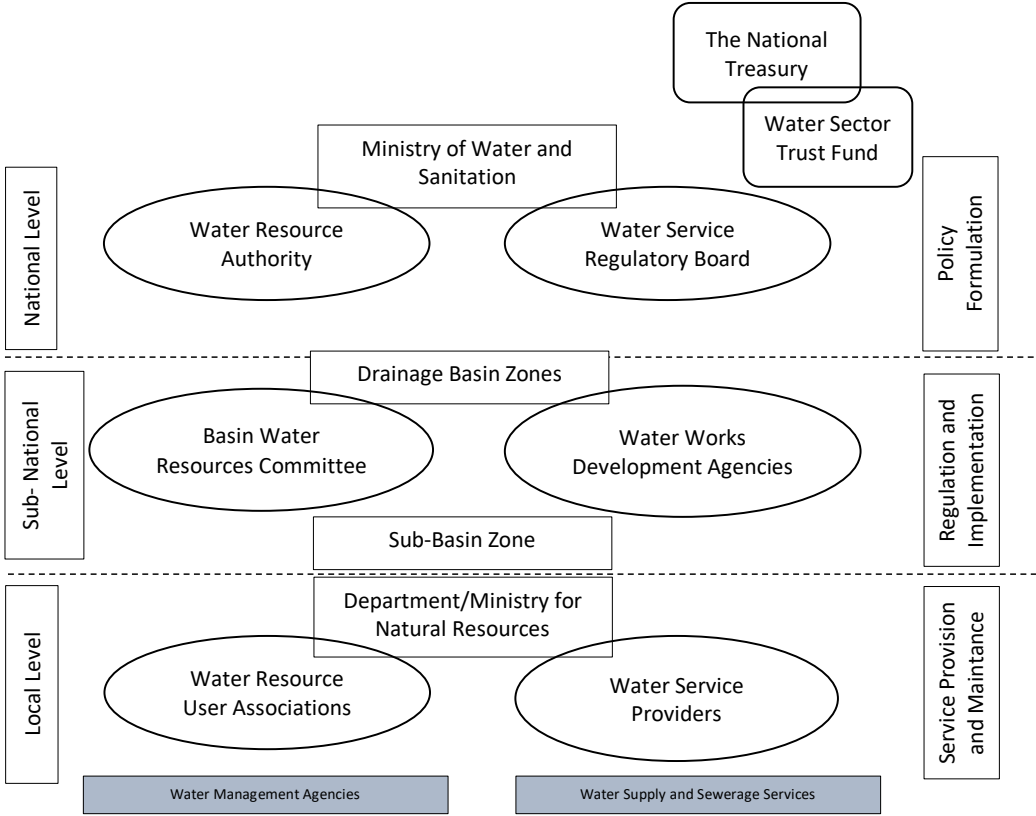 The National
Treasury
Water Sector
Trust Fund
Ministry of Water and
Sanitation
National Level
Water Resource
Authority
Water Service
Regulatory Board
Policy
Formulation
Drainage Basin Zones
Sub- National
Level
Basin Water
Resources Committee
Water Works
Development Agencies
Regulation and
Implementation
Sub-Basin Zone
Department/Ministry for
Natural Resources
Local Level
Water Resource
User Associations
Water Service
Providers
Service Provision
and Maintance
Water Management Agencies
Water Supply and Sewerage Services